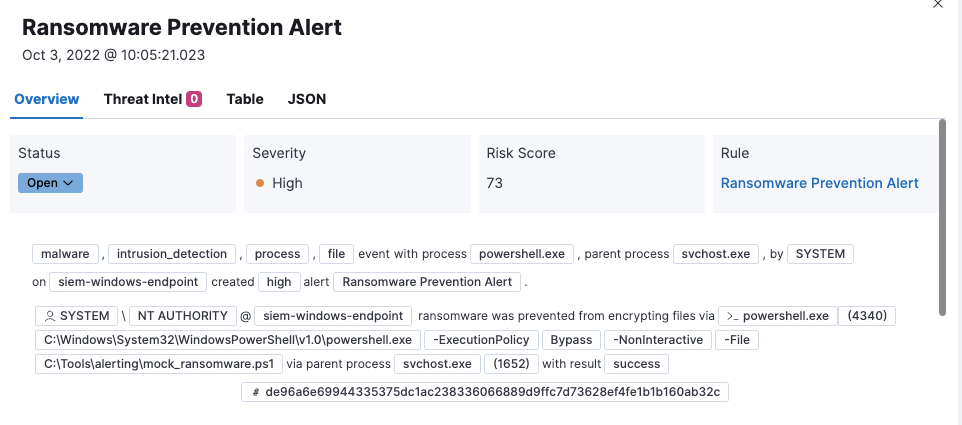 Ransomware Prevention Alert
Oct 3, 2022 @ 10:05:21.023
Overview Threat Intel 0 Table JSON
Status Severity Risk Score Rule
Open High 73 Ransomware Prevention Alert
malware , intrusion_detection , process , file event with process powershell.exe , parent process svchost.exe , by SYSTEM
on siem-windows-endpoint created high alert Ransomware Prevention Alert .
SYSTEM \ NT AUTHORITY @ siem-windows-endpoint ransomware was prevented from encrypting files via >_ powershell.exe (4340)
C:\Windows\System32\WindowsPowerShell\v1.0\powershell.exe -ExecutionPolicy Bypass -NonInteractive -File
C:\Tools\alerting\mock_ransomware.ps1 via parent process svchost.exe (1652) with result success
# de96a6e69944335375dc1ac238336066889d9ffc7d73628ef4fe1b1b160ab32c